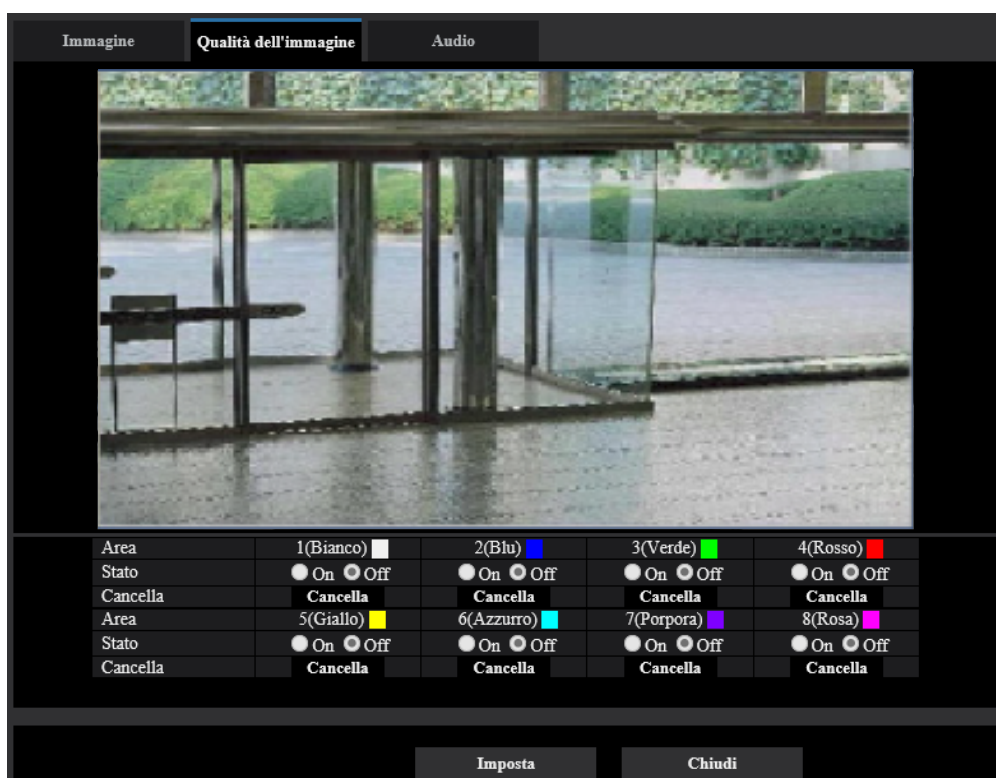 Immagine Qualità dell'immagine Audio
Area 1(Bianco) 2(Blu) 3(Verde) 4(Rosso)
Stato On Off On Off On Off On Off
Cancella Cancella Cancella Cancella Cancella
Area 5(Giallo) 6(Azzurro) 7(Porpora) 8(Rosa)
Stato On Off On Off On Off On Off
Cancella Cancella Cancella Cancella Cancella
Imposta Chiudi